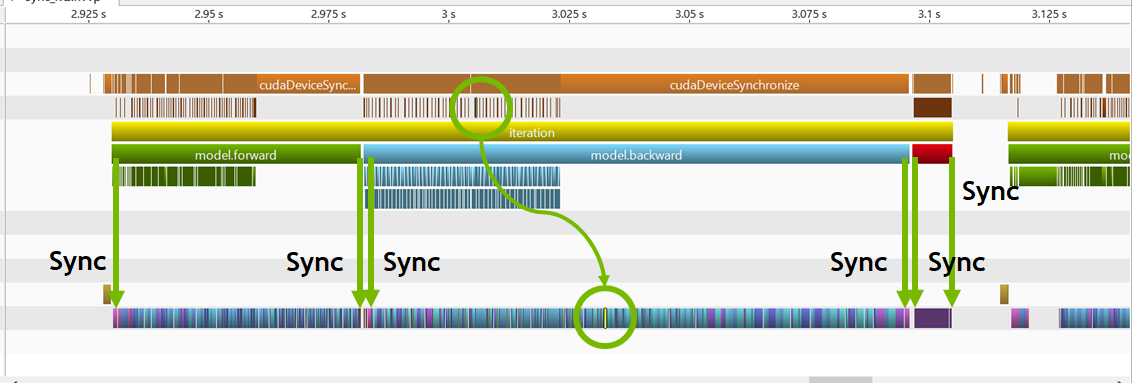 2.925 s 2.95 s 2.975 s 3 s 3.025 s 3.05 s 3.075 s 3.1 s 3.125 s
cudaDeviceSync... cudaDeviceSynchronize
iteration
model.forward model.backward
Sync
Sync Sync Sync Sync Sync